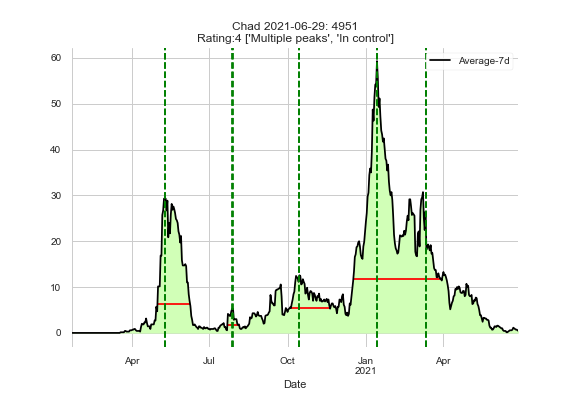 Chad 2021-06-29: 4951
Rating:4 ['Multiple peaks', 'In control']
Average-7d
60
50
40
30
20
10
0
Apr
Jul
Oct
Jan
2021
Apr
Date